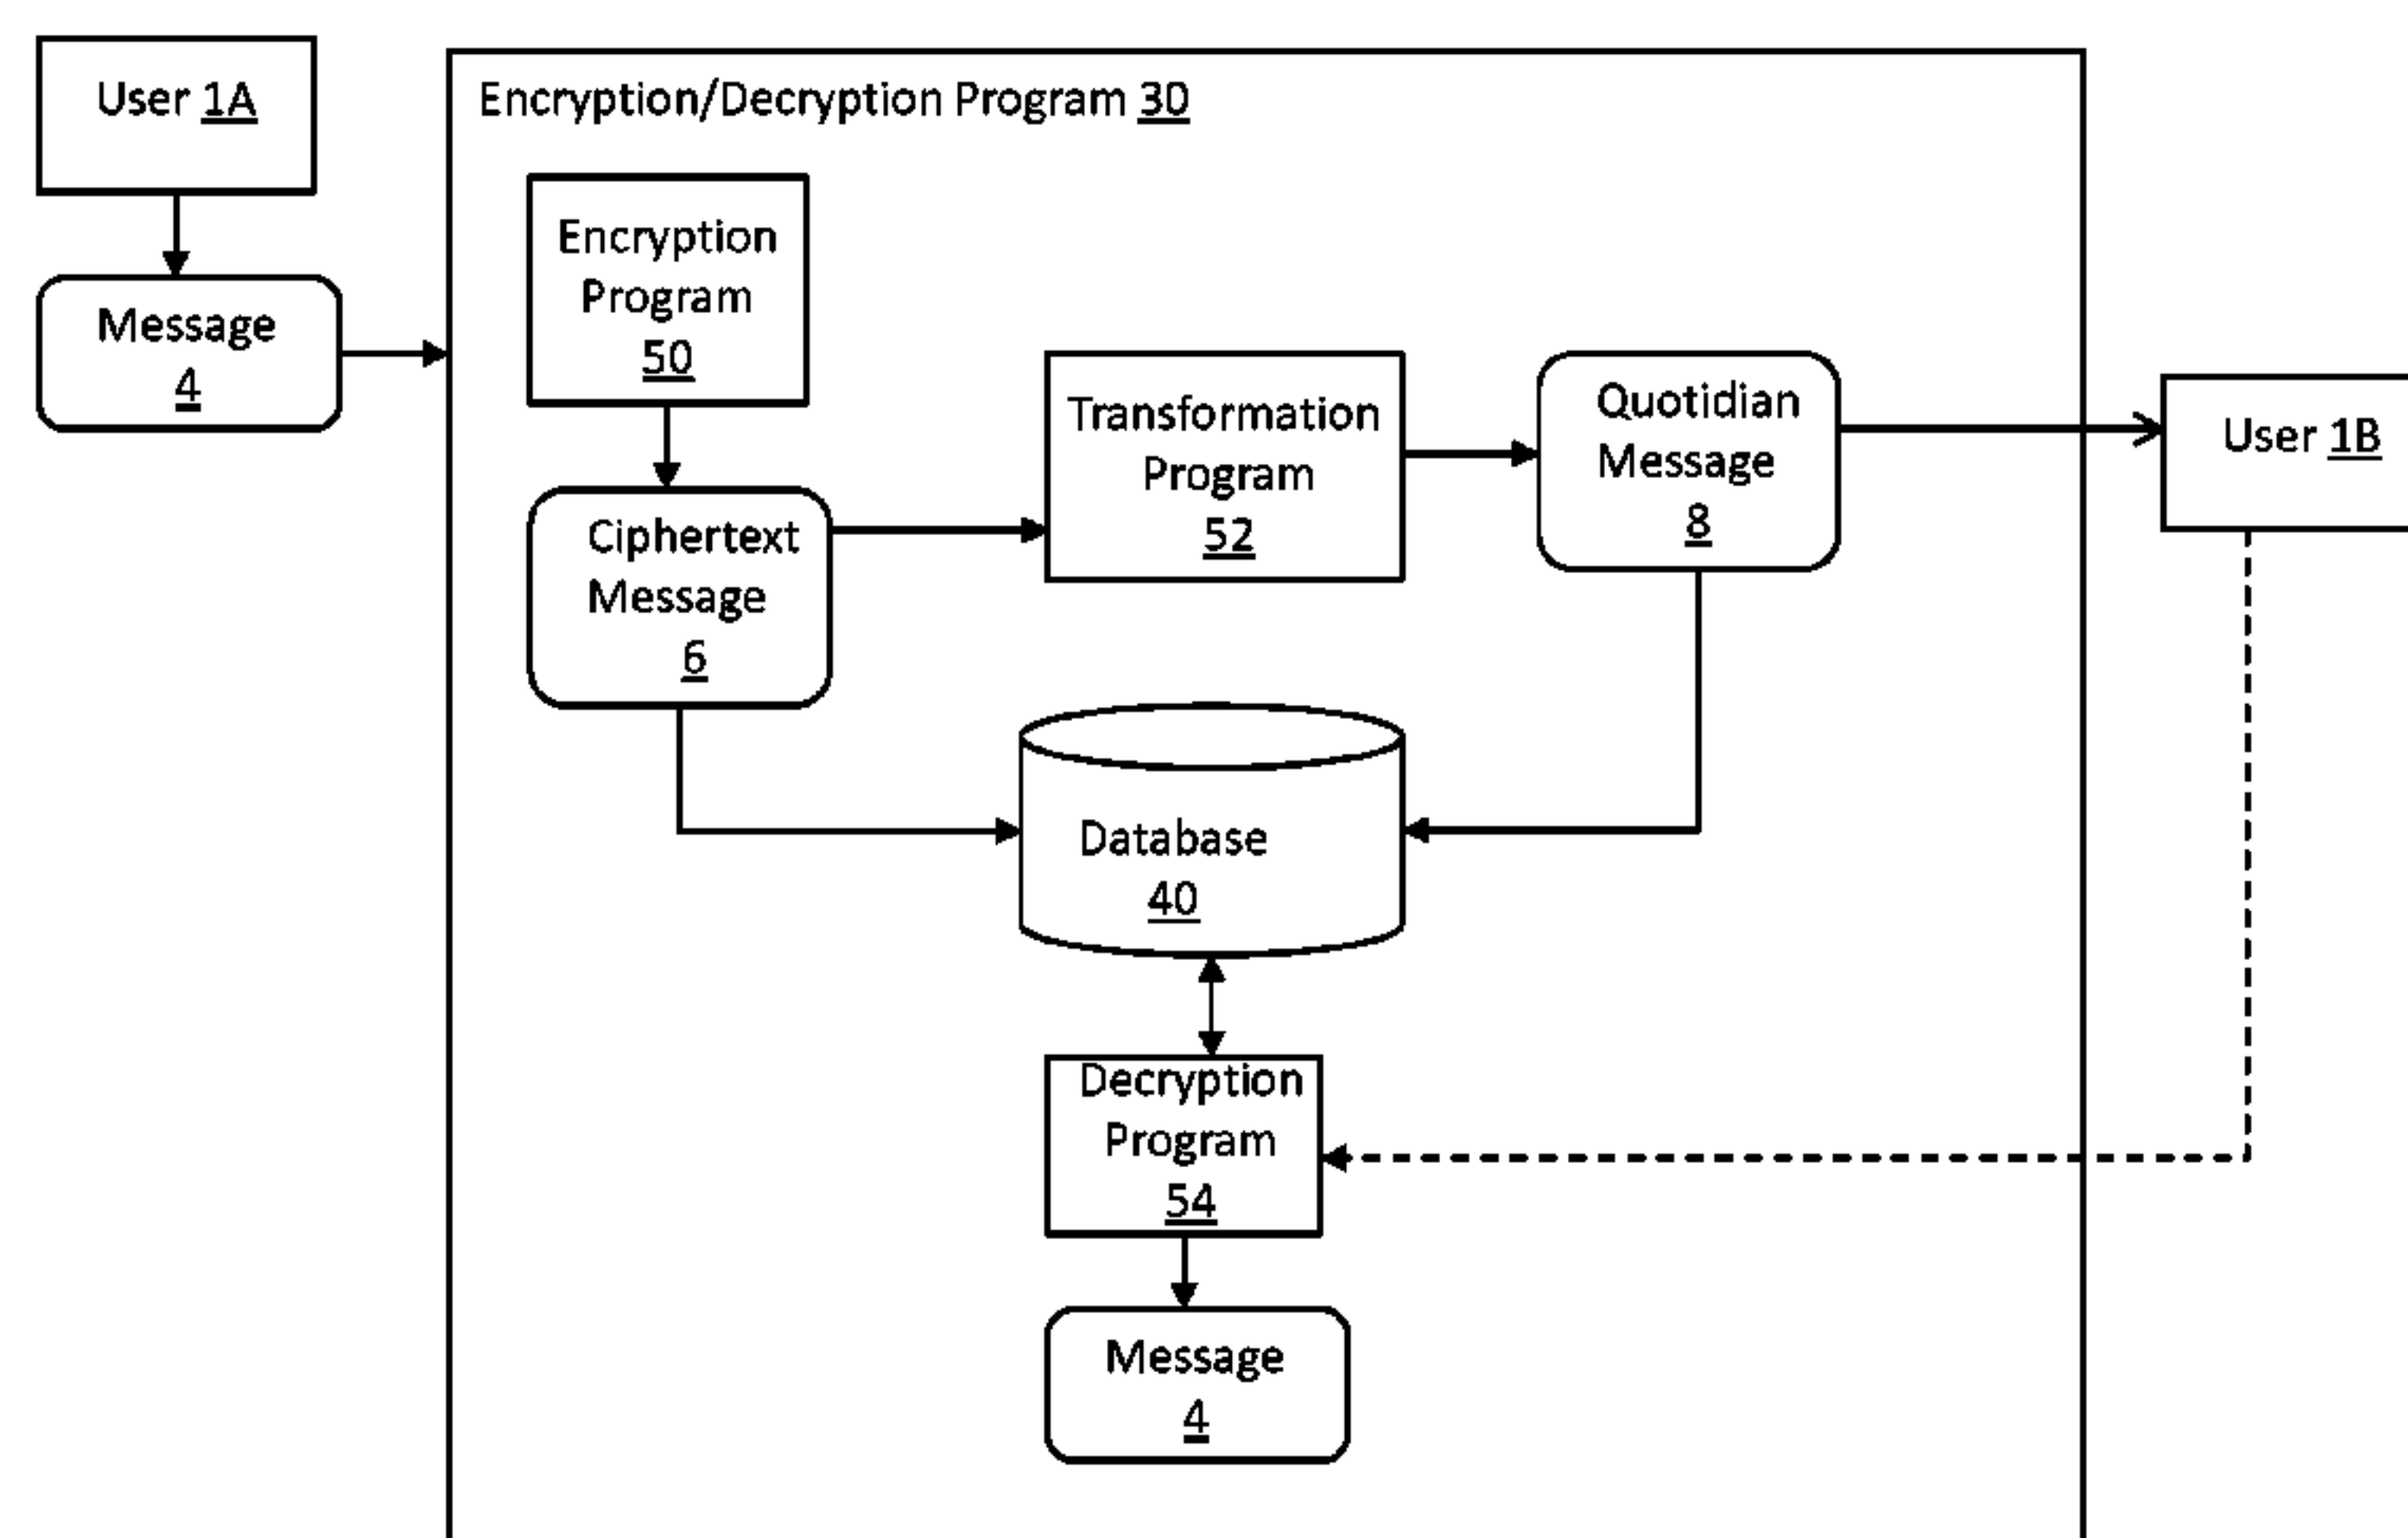 User 1A
Message
4
Encryption/Decryption Program 30
Encryption
Program
50
Ciphertext
Message
6
Transformation
Program
52
Quotidian
Message
8
User 1B
Database
40
Decryption
Program
54
Message
4